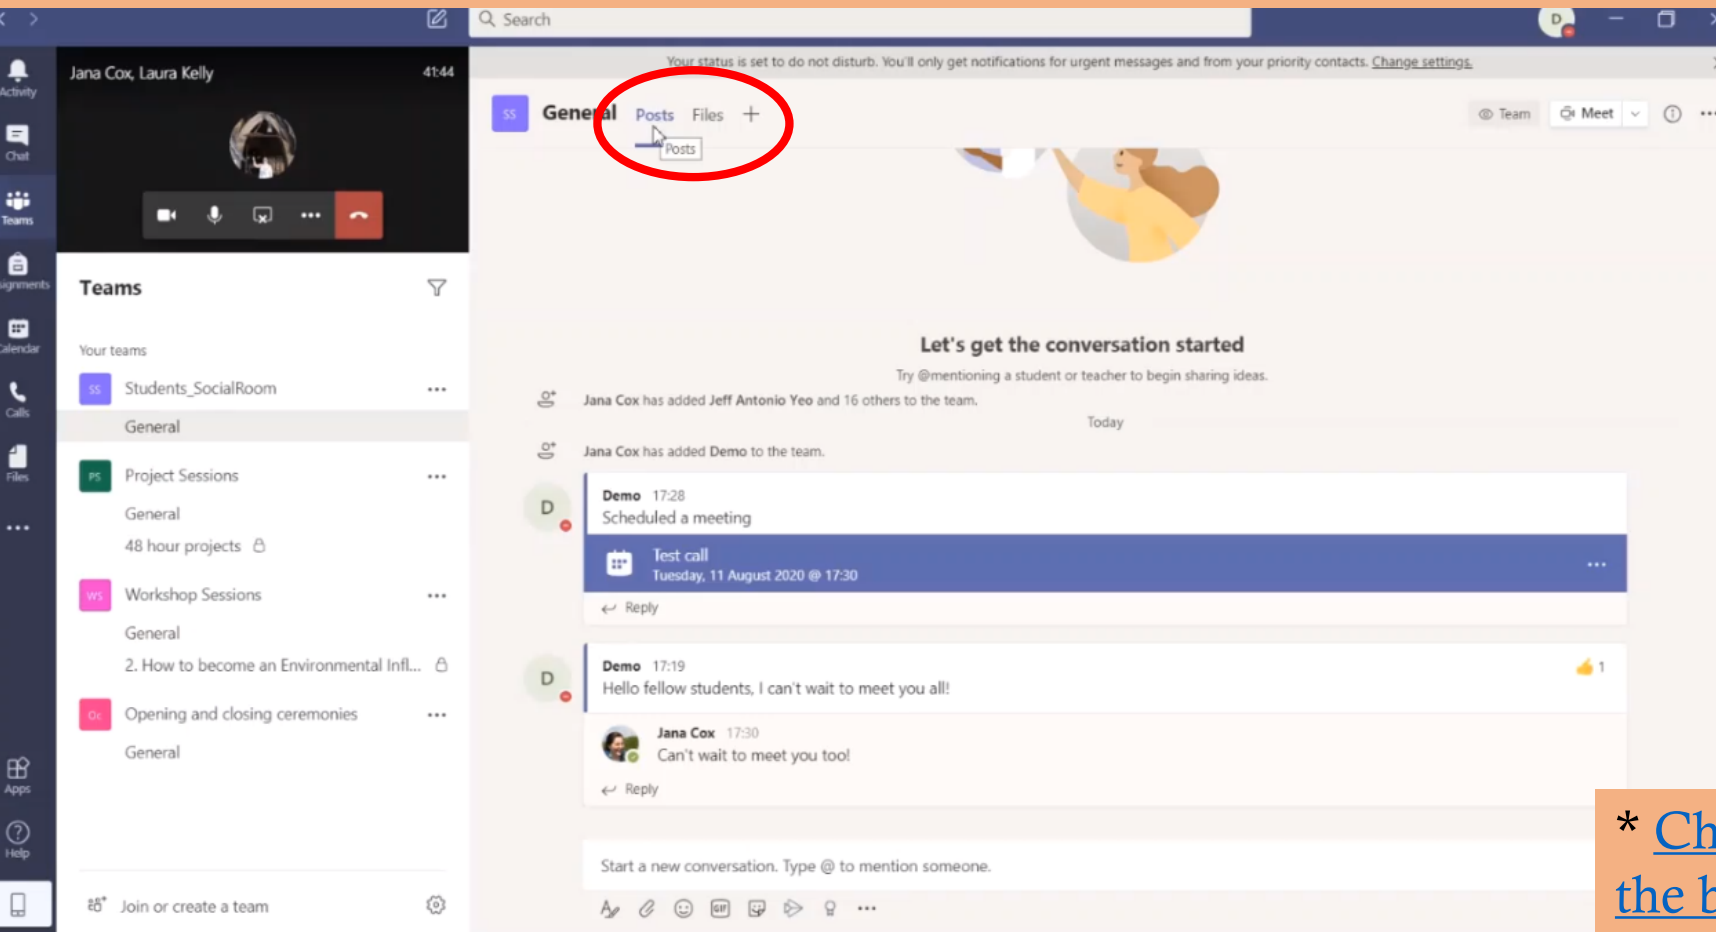 Search
D
Activity
Chat
Teams
Calendar
Calls
Files
Apps
Help
Jana Cox, Laura Kelly 41:44
Teams
Your teams
SS Students_SocialRoom
General
PS Project Sessions
General
48 hour projects
WS Workshop Sessions
General
2. How to become an Environmental Infl...
Oc Opening and closing ceremonies
General
Join or create a team
Your status is set to do not disturb. You'll only get notifications for urgent messages and from your priority contacts. Change settings.
SS General Posts Files + Team Meet
Posts
Let's get the conversation started
Try @mentioning a student or teacher to begin sharing ideas.
Jana Cox has added Jeff Antonio Yeo and 16 others to the team.
Today
Jana Cox has added Demo to the team.
D Demo 17:28
Scheduled a meeting
Test call
Tuesday, 11 August 2020 @ 17:30
Reply
D Demo 17:19 1
Hello fellow students, I can't wait to meet you all!
Jana Cox 17:30
Can't wait to meet you too!
Reply
Start a new conversation. Type @ to mention someone.
GIF
* Ch
the b